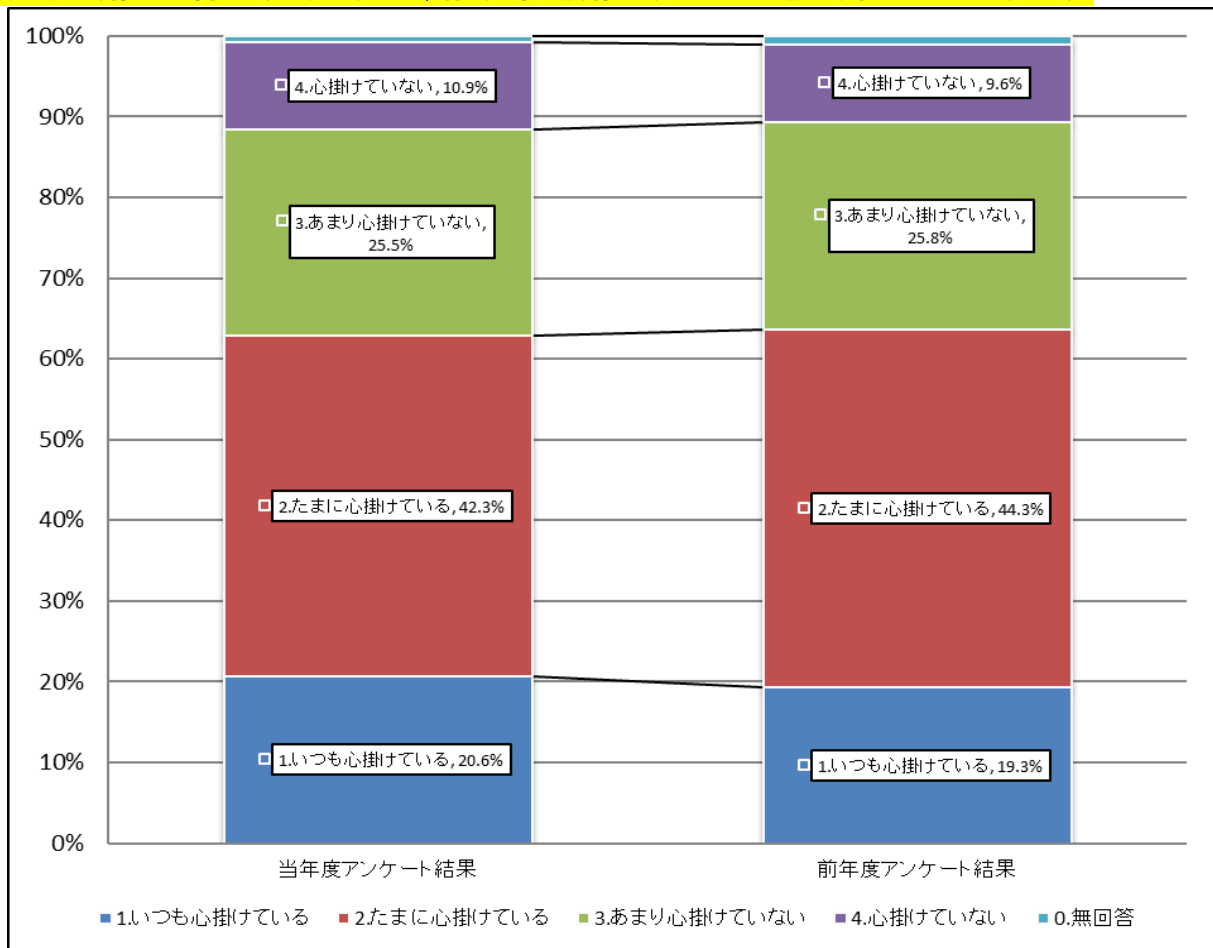 100%
90%
80%
70%
60%
50%
40%
30%
20%
10%
0%
4.心掛けていない, 10.9%
3.あまり心掛けていない,
25.5%
2.たまに心掛けている, 42.3%
1.いつも心掛けている, 20.6%
4.心掛けていない, 9.6%
3.あまり心掛けていない,
25.8%
2.たまに心掛けている, 44.3%
1.いつも心掛けている, 19.3%
当年度アンケート結果
前年度アンケート結果
1.いつも心掛けている 2.たまに心掛けている 3.あまり心掛けていない 4.心掛けていない 0.無回答